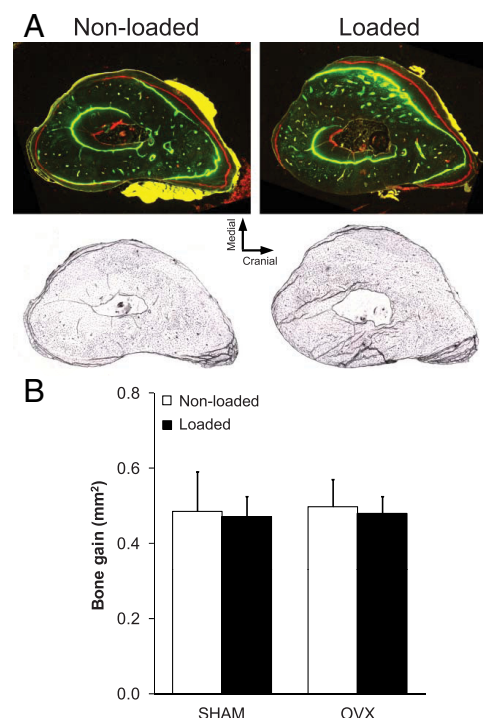 A
Non-loaded
Loaded
Medial
Cranial
B
Bone gain (mm²)
0.8
0.6
0.4
0.2
0.0
Non-loaded
Loaded
SHAM
OVX